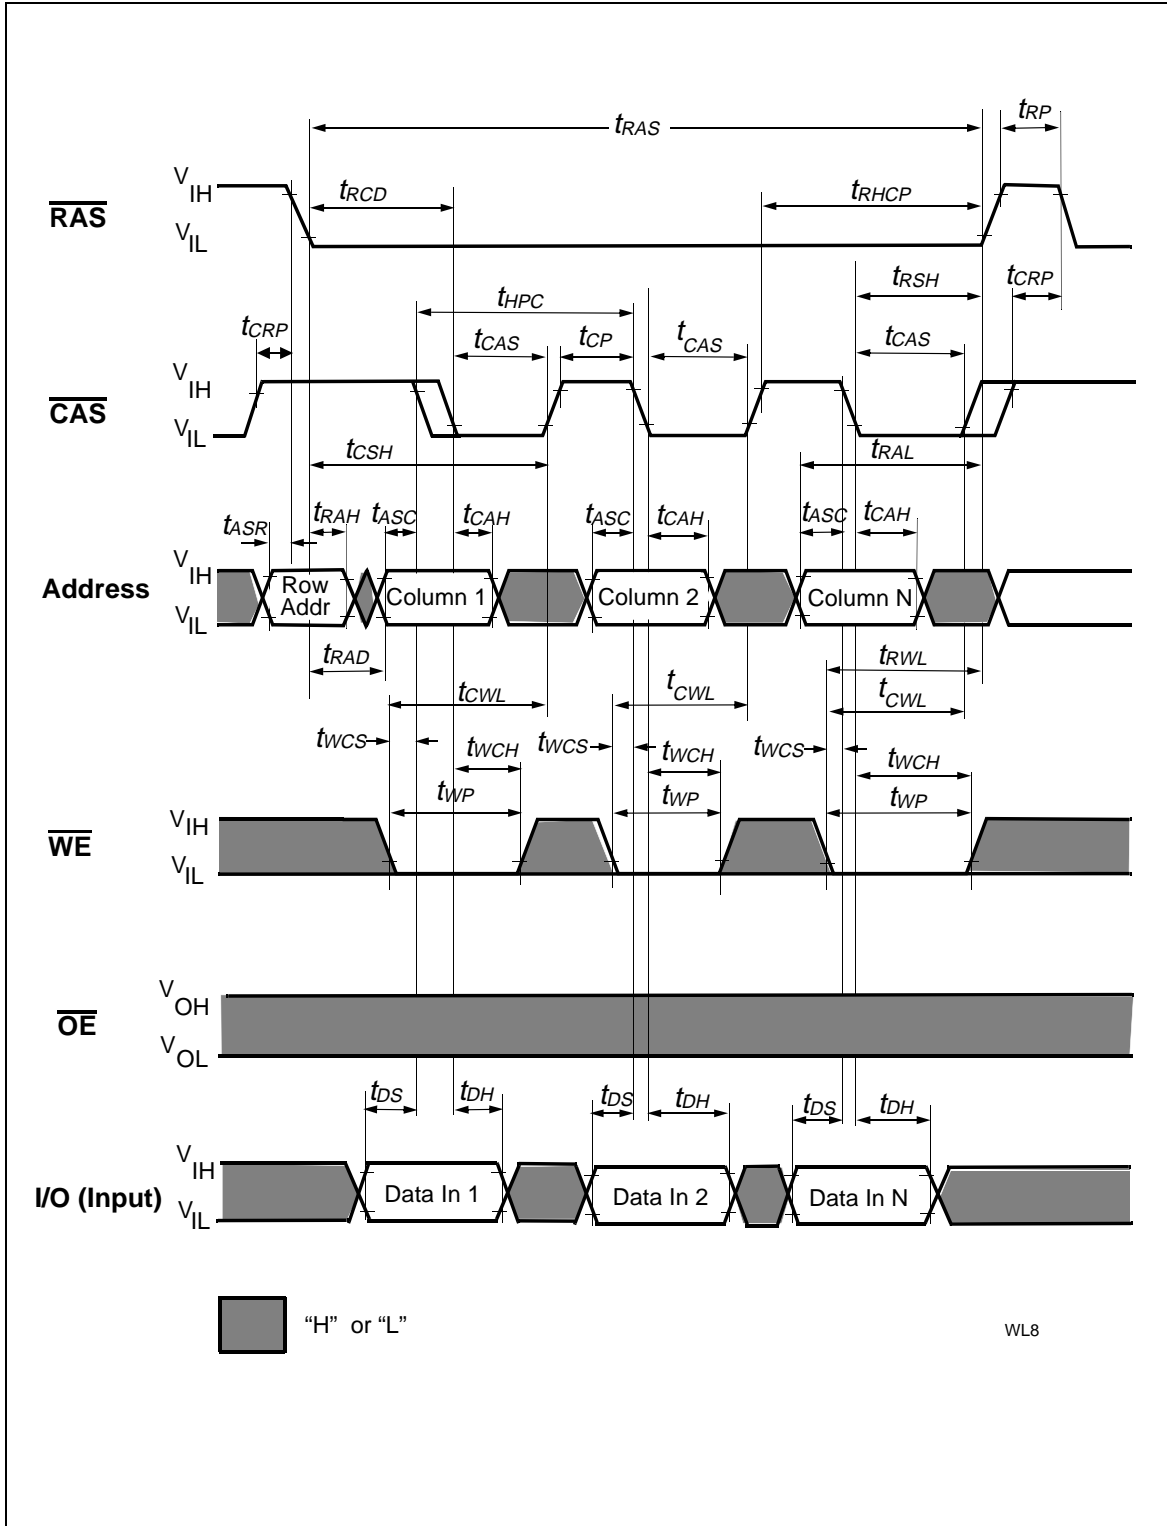 tRAS
tRP
VIH
tRCD
tRHCP
RAS
VIL
tRSH
tCRP
tHPC
tCRP
tCAS
tCP
tCAS
tCAS
VIH
CAS
VIL
tCSH
tRAL
tASR
tRAH
tASC
tCAH
tASC
tCAH
tASC
tCAH
VIH
Address
Row
Addr
Column 1
Column 2
Column N
VIL
tRAD
tRWL
tCWL
tCWL
tCWL
tWCS
tWCH
tWCS
tWCH
tWCS
tWCH
tWP
tWP
tWP
VIH
WE
VIL
VOH
OE
VOL
tDS
tDH
tDS
tDH
tDS
tDH
VIH
I/O (Input)
Data In 1
Data In 2
Data In N
VIL
“H” or “L”
WL8